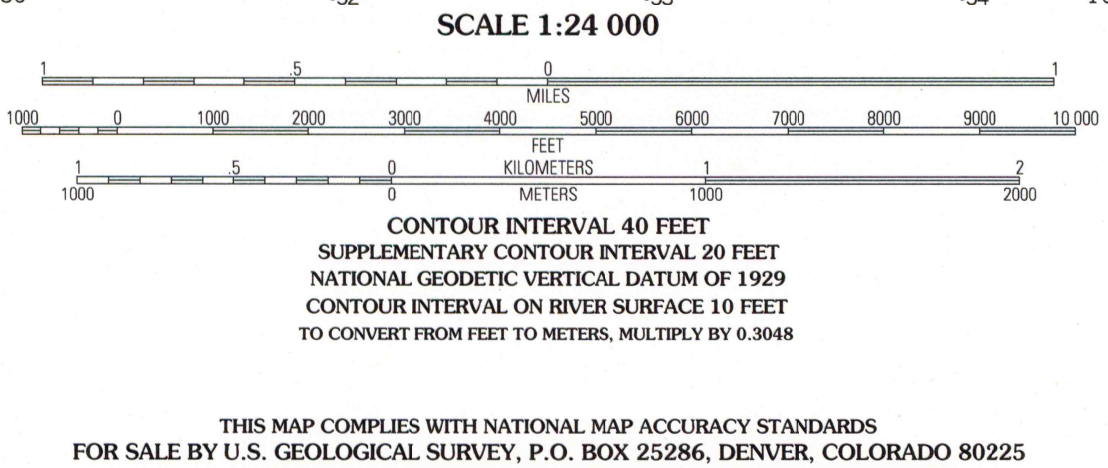 SCALE 1:24 000
1 .5 0 1
MILES
1000 0 1000 2000 3000 4000 5000 6000 7000 8000 9000 10 000
FEET
1 .5 0 KILOMETERS 1 2
1000 0 METERS 1000 2000
CONTOUR INTERVAL 40 FEET
SUPPLEMENTARY CONTOUR INTERVAL 20 FEET
NATIONAL GEODETIC VERTICAL DATUM OF 1929
CONTOUR INTERVAL ON RIVER SURFACE 10 FEET
TO CONVERT FROM FEET TO METERS, MULTIPLY BY 0.3048
THIS MAP COMPLIES WITH NATIONAL MAP ACCURACY STANDARDS
FOR SALE BY U.S. GEOLOGICAL SURVEY, P.O. BOX 25286, DENVER, COLORADO 80225